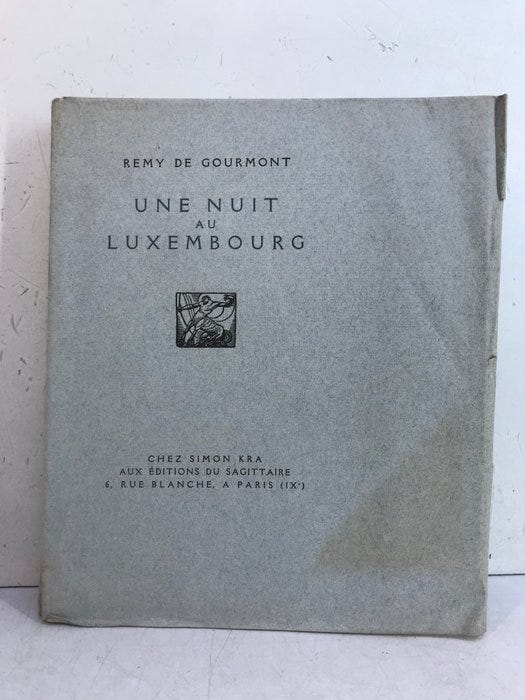 REMY DE GOURMONT
UNE NUIT
AU
LUXEMBOURG
CHEZ SIMON KRA
AUX ÉDITIONS DU SAGITTAIRE
6, RUE BLANCHE, A PARIS (IXᵉ)